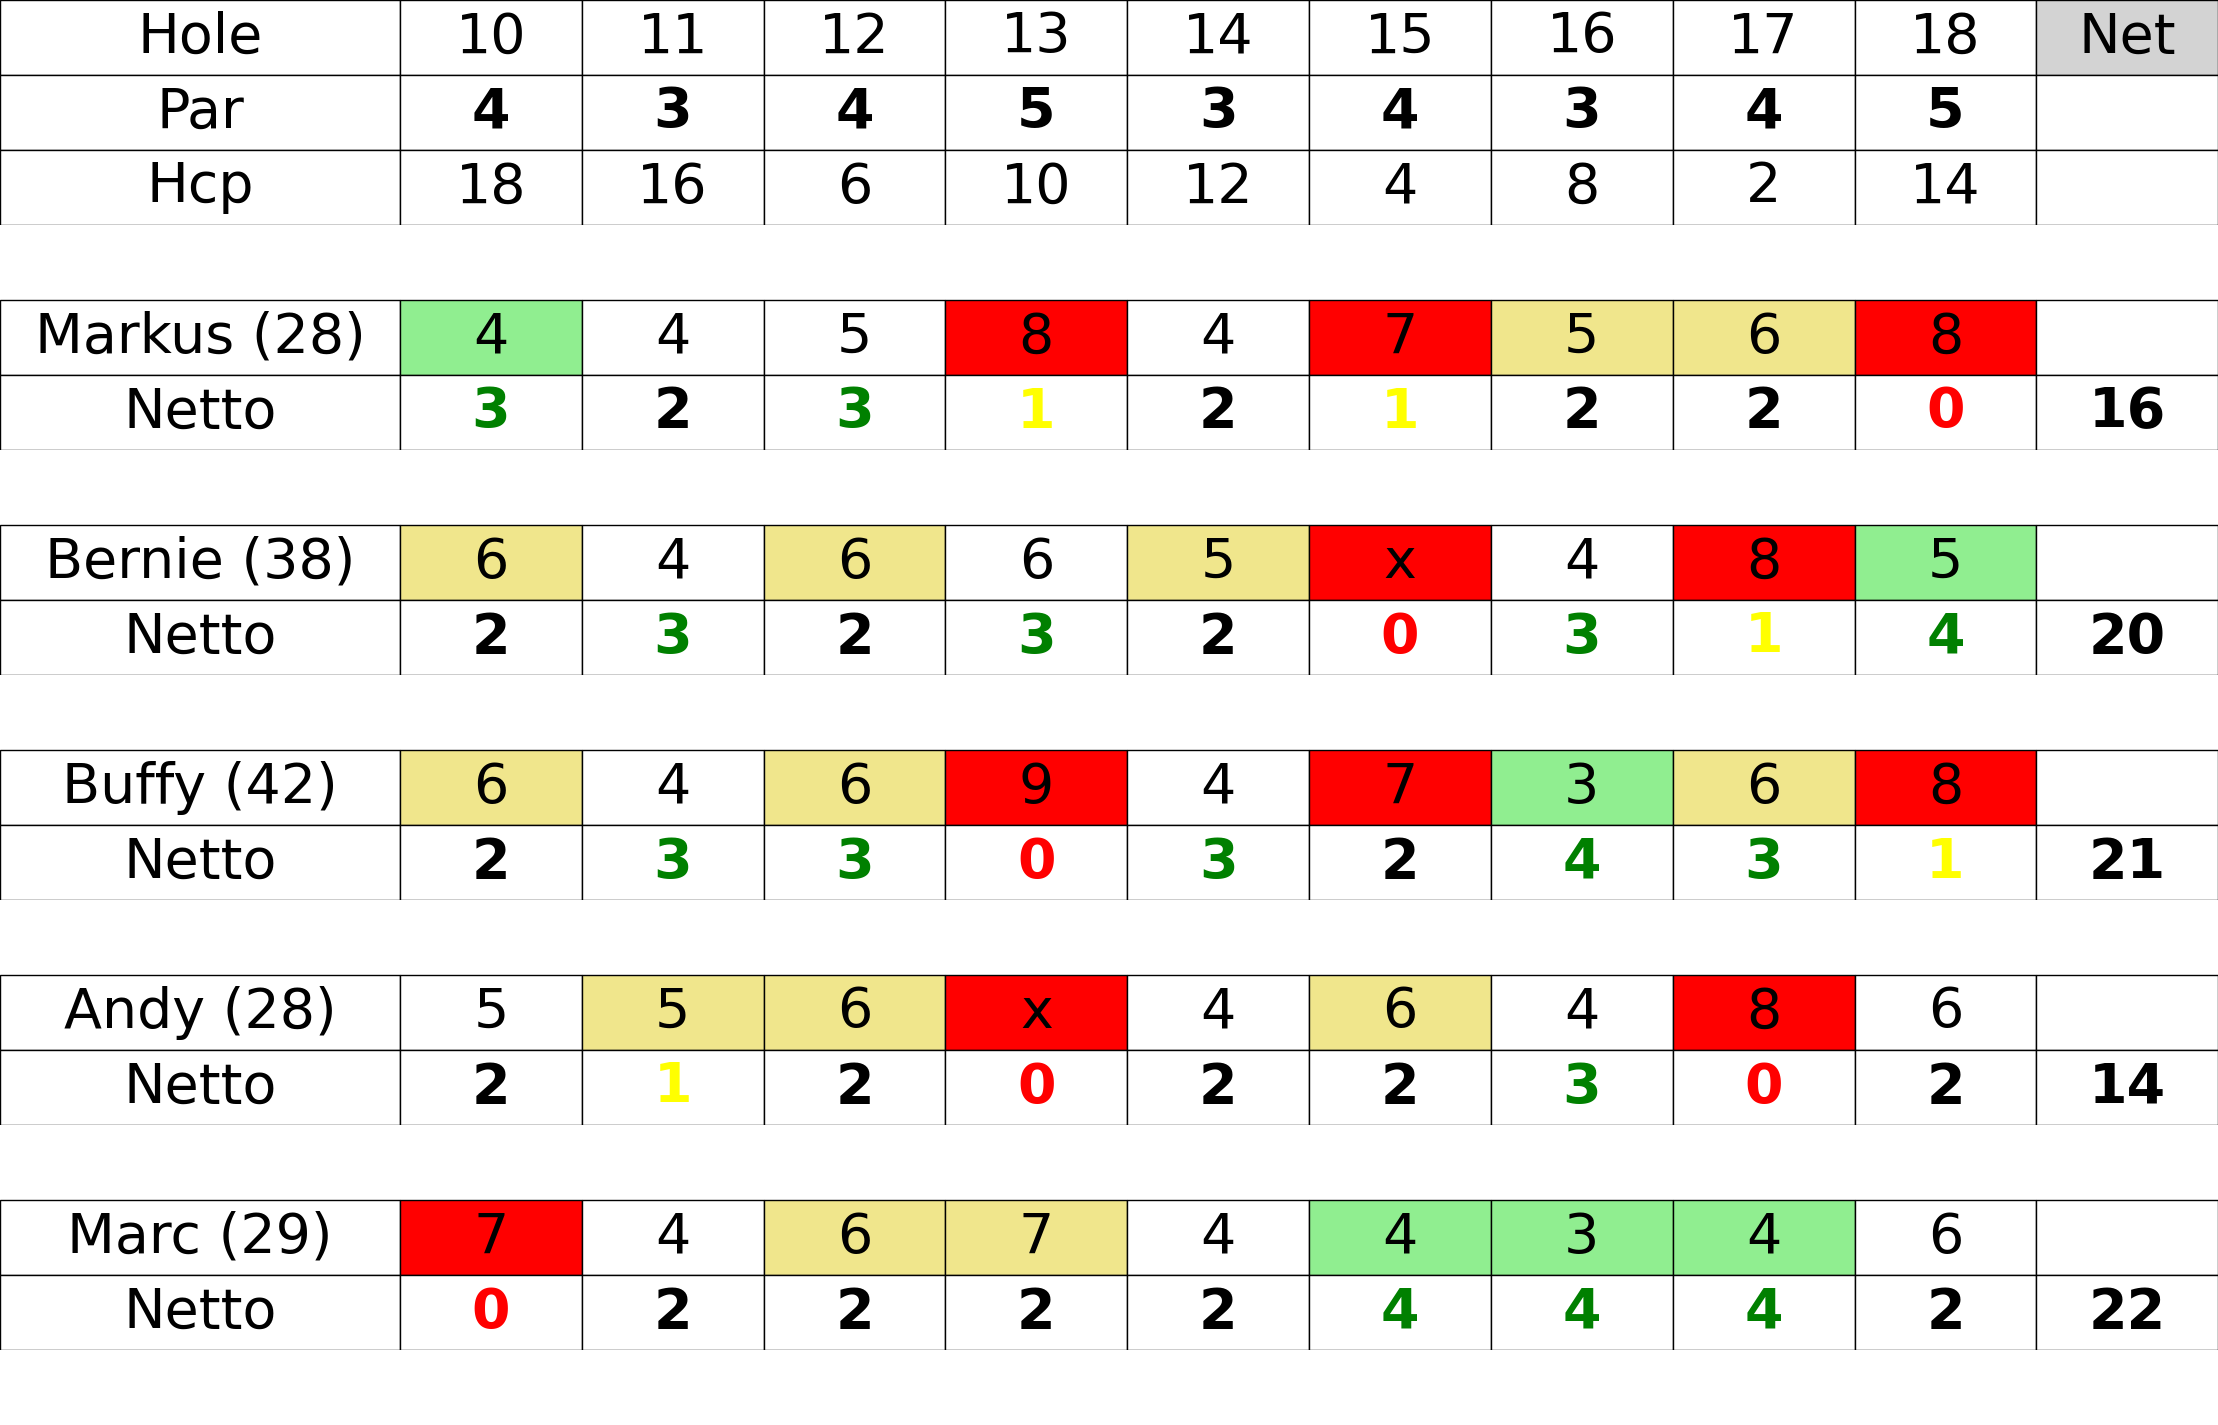 Hole 10 11 12 13 14 15 16 17 18 Net
Par 4 3 4 5 3 4 3 4 5
Hcp 18 16 6 10 12 4 8 2 14
Markus (28) 4 4 5 8 4 7 5 6 8
Netto 3 2 3 1 2 1 2 2 0 16
Bernie (38) 6 4 6 6 5 x 4 8 5
Netto 2 3 2 3 2 0 3 1 4 20
Buffy (42) 6 4 6 9 4 7 3 6 8
Netto 2 3 3 0 3 2 4 3 1 21
Andy (28) 5 5 6 x 4 6 4 8 6
Netto 2 1 2 0 2 2 3 0 2 14
Marc (29) 7 4 6 7 4 4 3 4 6
Netto 0 2 2 2 2 4 4 4 2 22